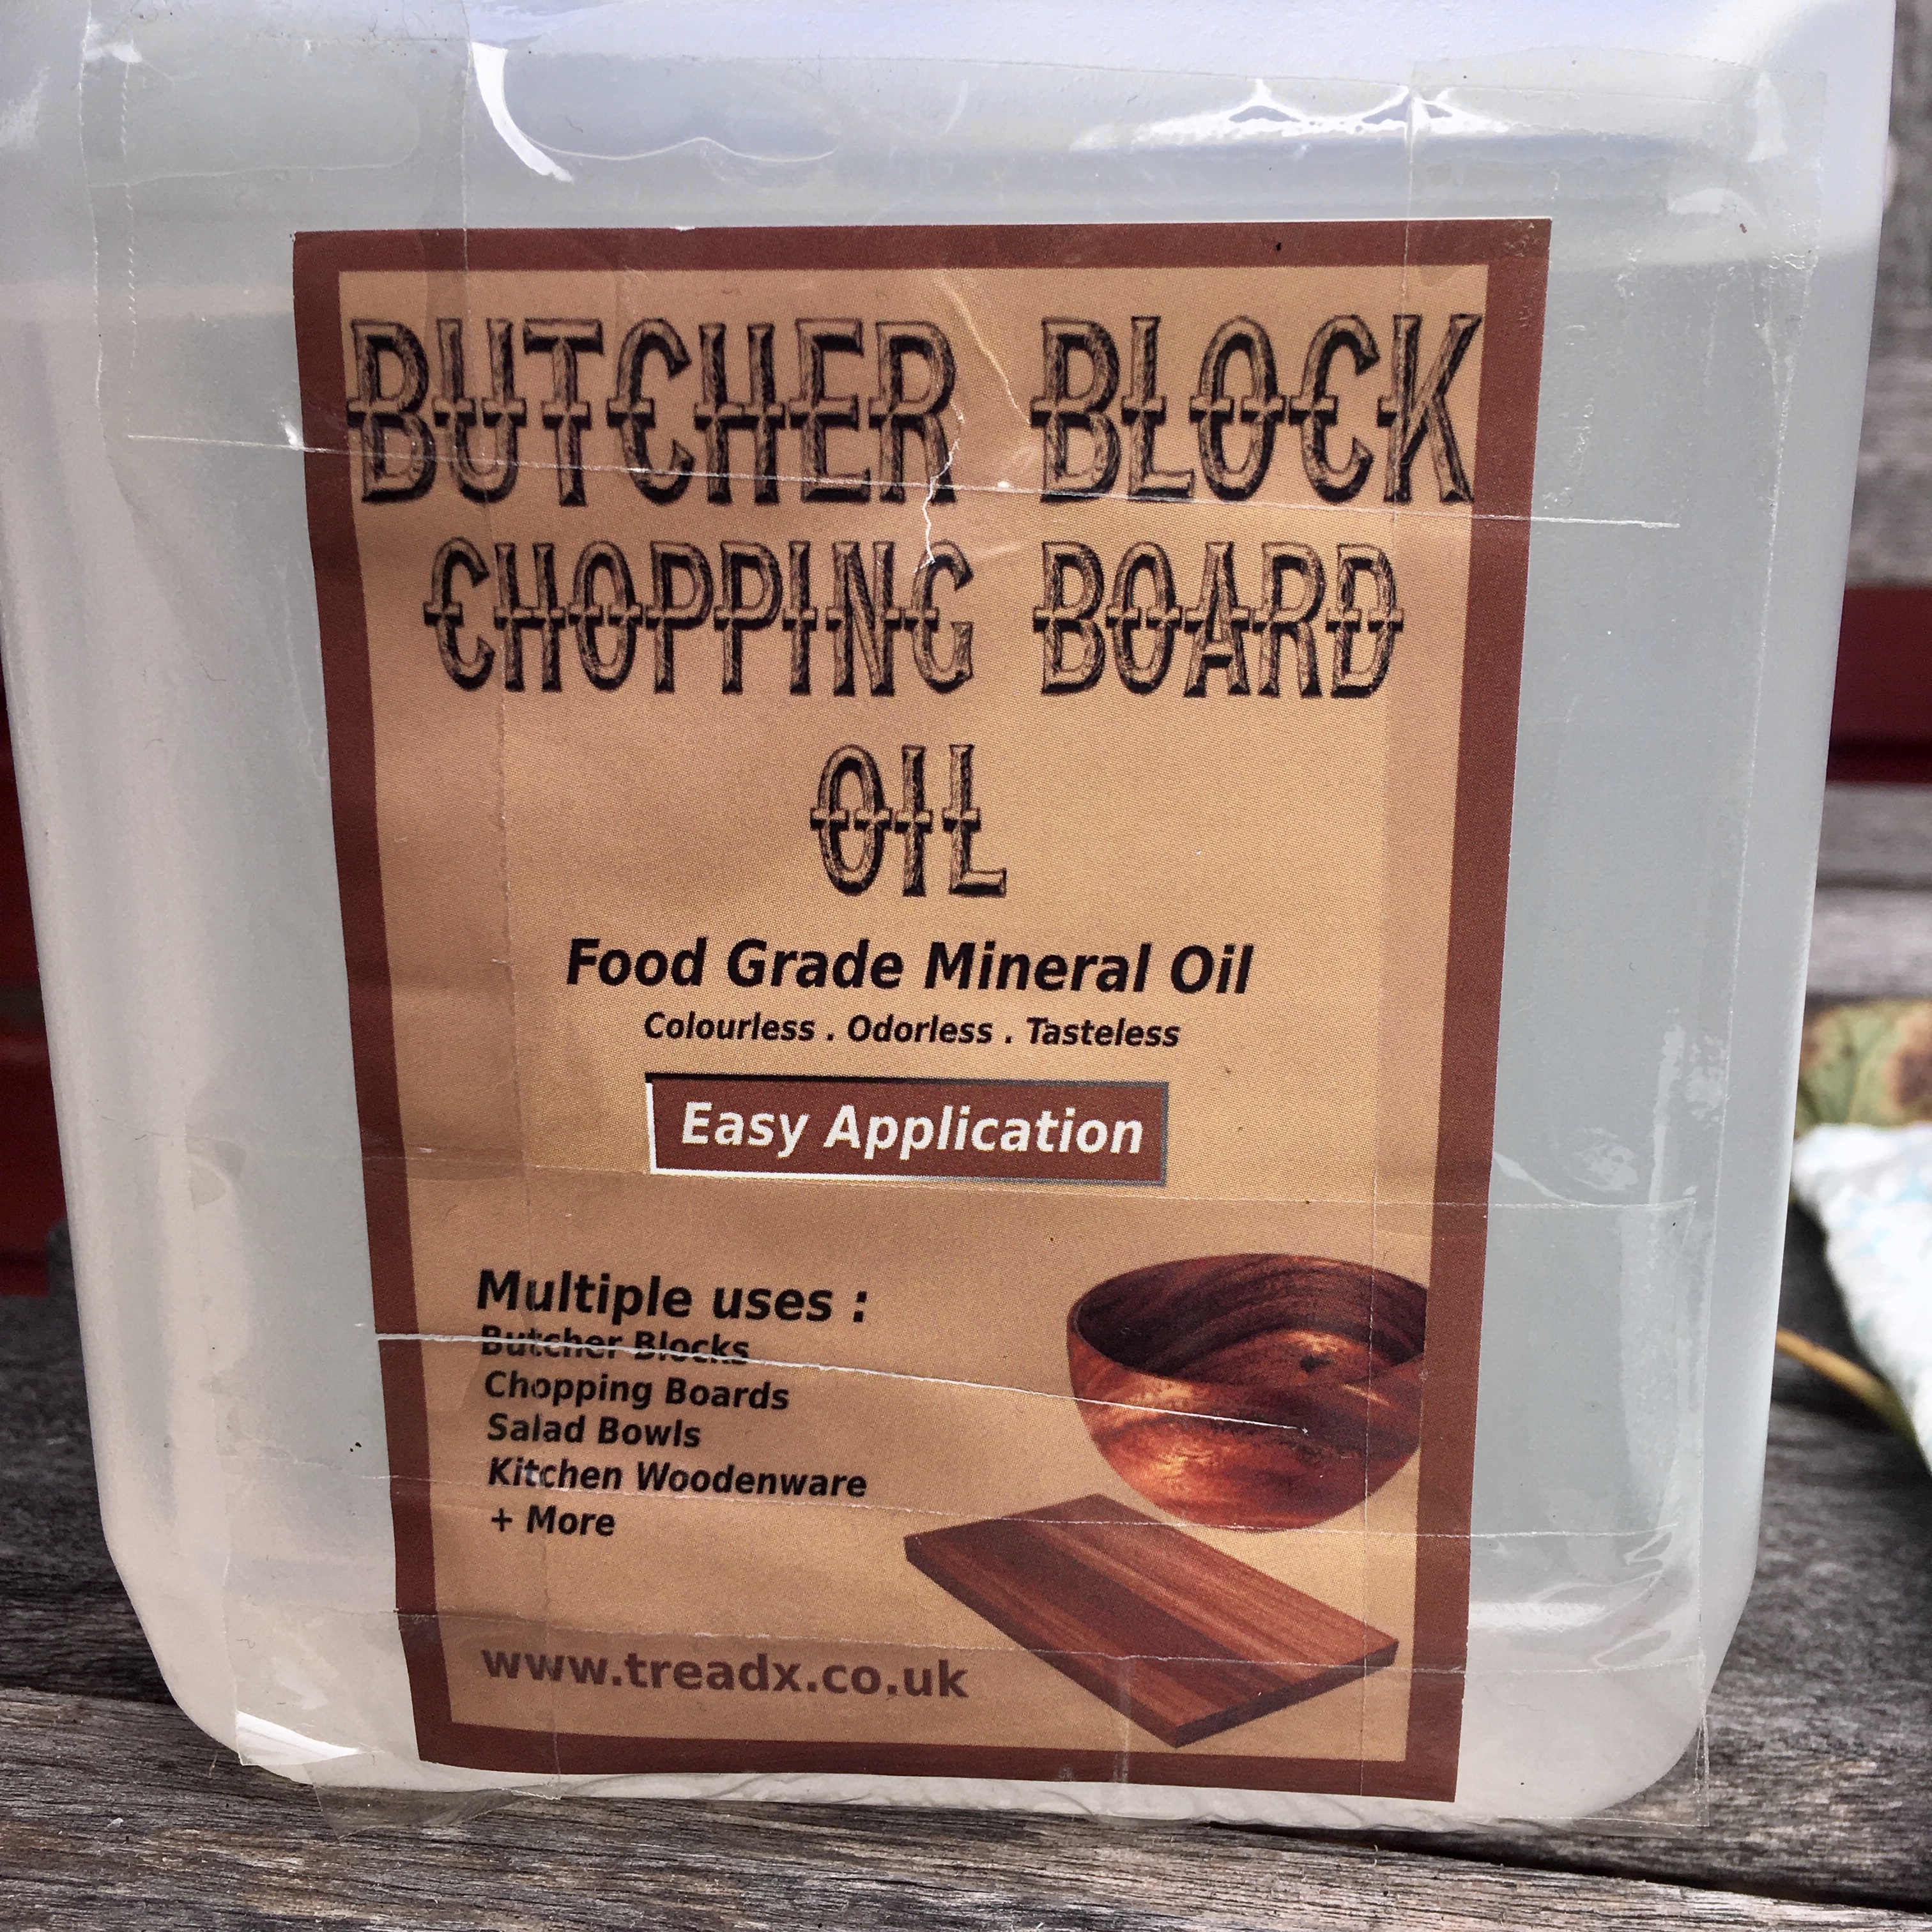 BUTCHER BLOCK
CHOPPING BOARD
OIL
Food Grade Mineral Oil
Colourless . Odorless . Tasteless
Easy Application
Multiple uses :
Butcher Blocks
Chopping Boards
Salad Bowls
Kitchen Woodenware
+ More
www.treadx.co.uk